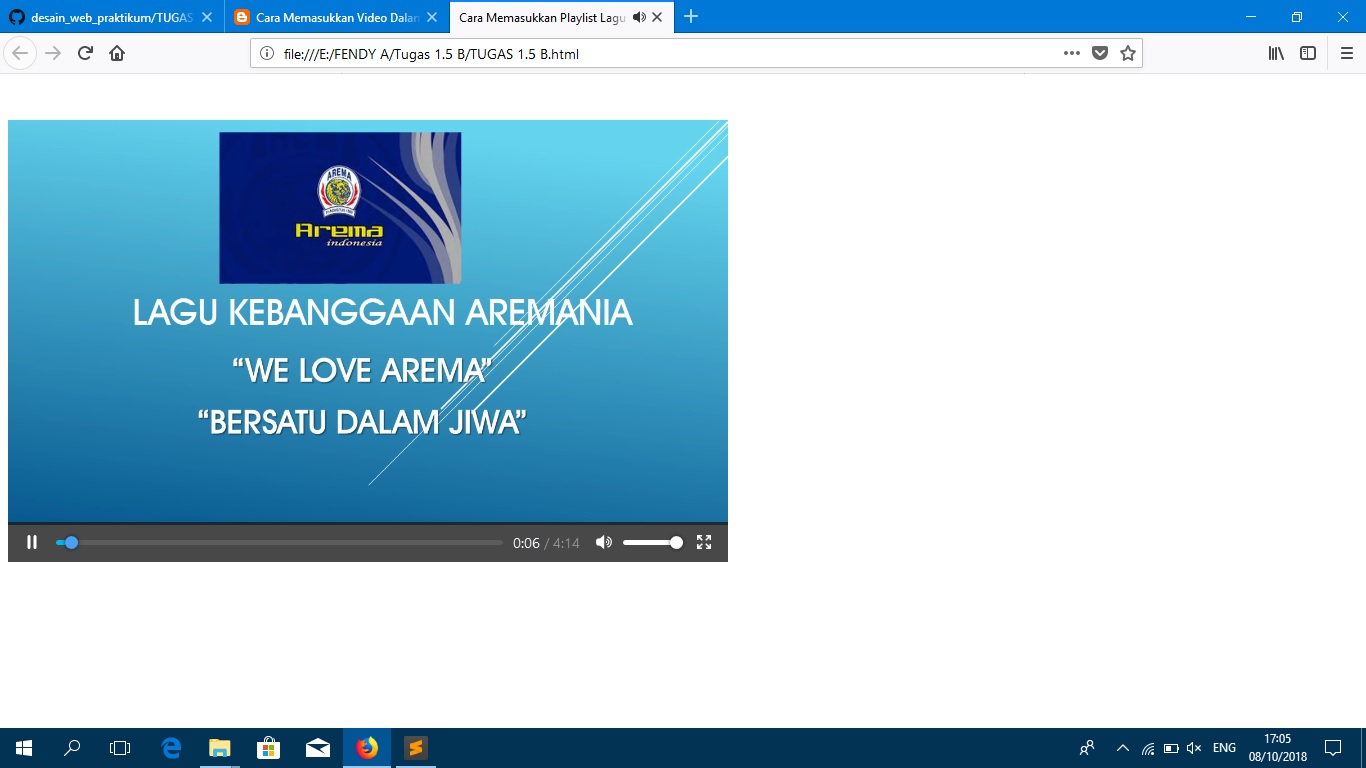 desain_web_praktikum/TUGAS
Cara Memasukkan Video Dalam
Cara Memasukkan Playlist Lagu
file:///E:/FENDY A/Tugas 1.5 B/TUGAS 1.5 B.html
AREMA
Arema
indonesia
LAGU KEBANGGAAN AREMANIA
“WE LOVE AREMA”
“BERSATU DALAM JIWA”
0:06 / 4:14
ENG
17:05
08/10/2018